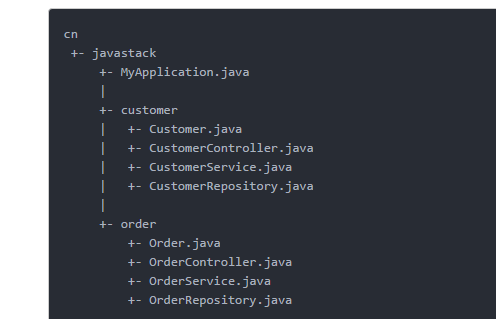 cn
 +- javastack
     +- MyApplication.java
     |
     +- customer
     |   +- Customer.java
     |   +- CustomerController.java
     |   +- CustomerService.java
     |   +- CustomerRepository.java
     |
     +- order
         +- Order.java
         +- OrderController.java
         +- OrderService.java
         +- OrderRepository.java